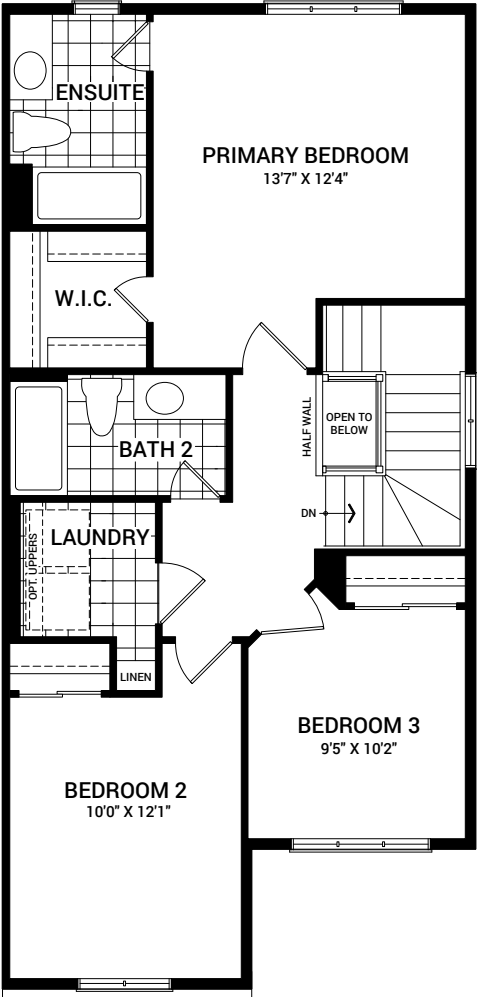 ENSUITE
PRIMARY BEDROOM
13'7" X 12'4"
W.I.C.
HALF WALL
OPEN TO
BELOW
BATH 2
DN
LAUNDRY
OPT. UPPERS
LINEN
BEDROOM 3
9'5" X 10'2"
BEDROOM 2
10'0" X 12'1"